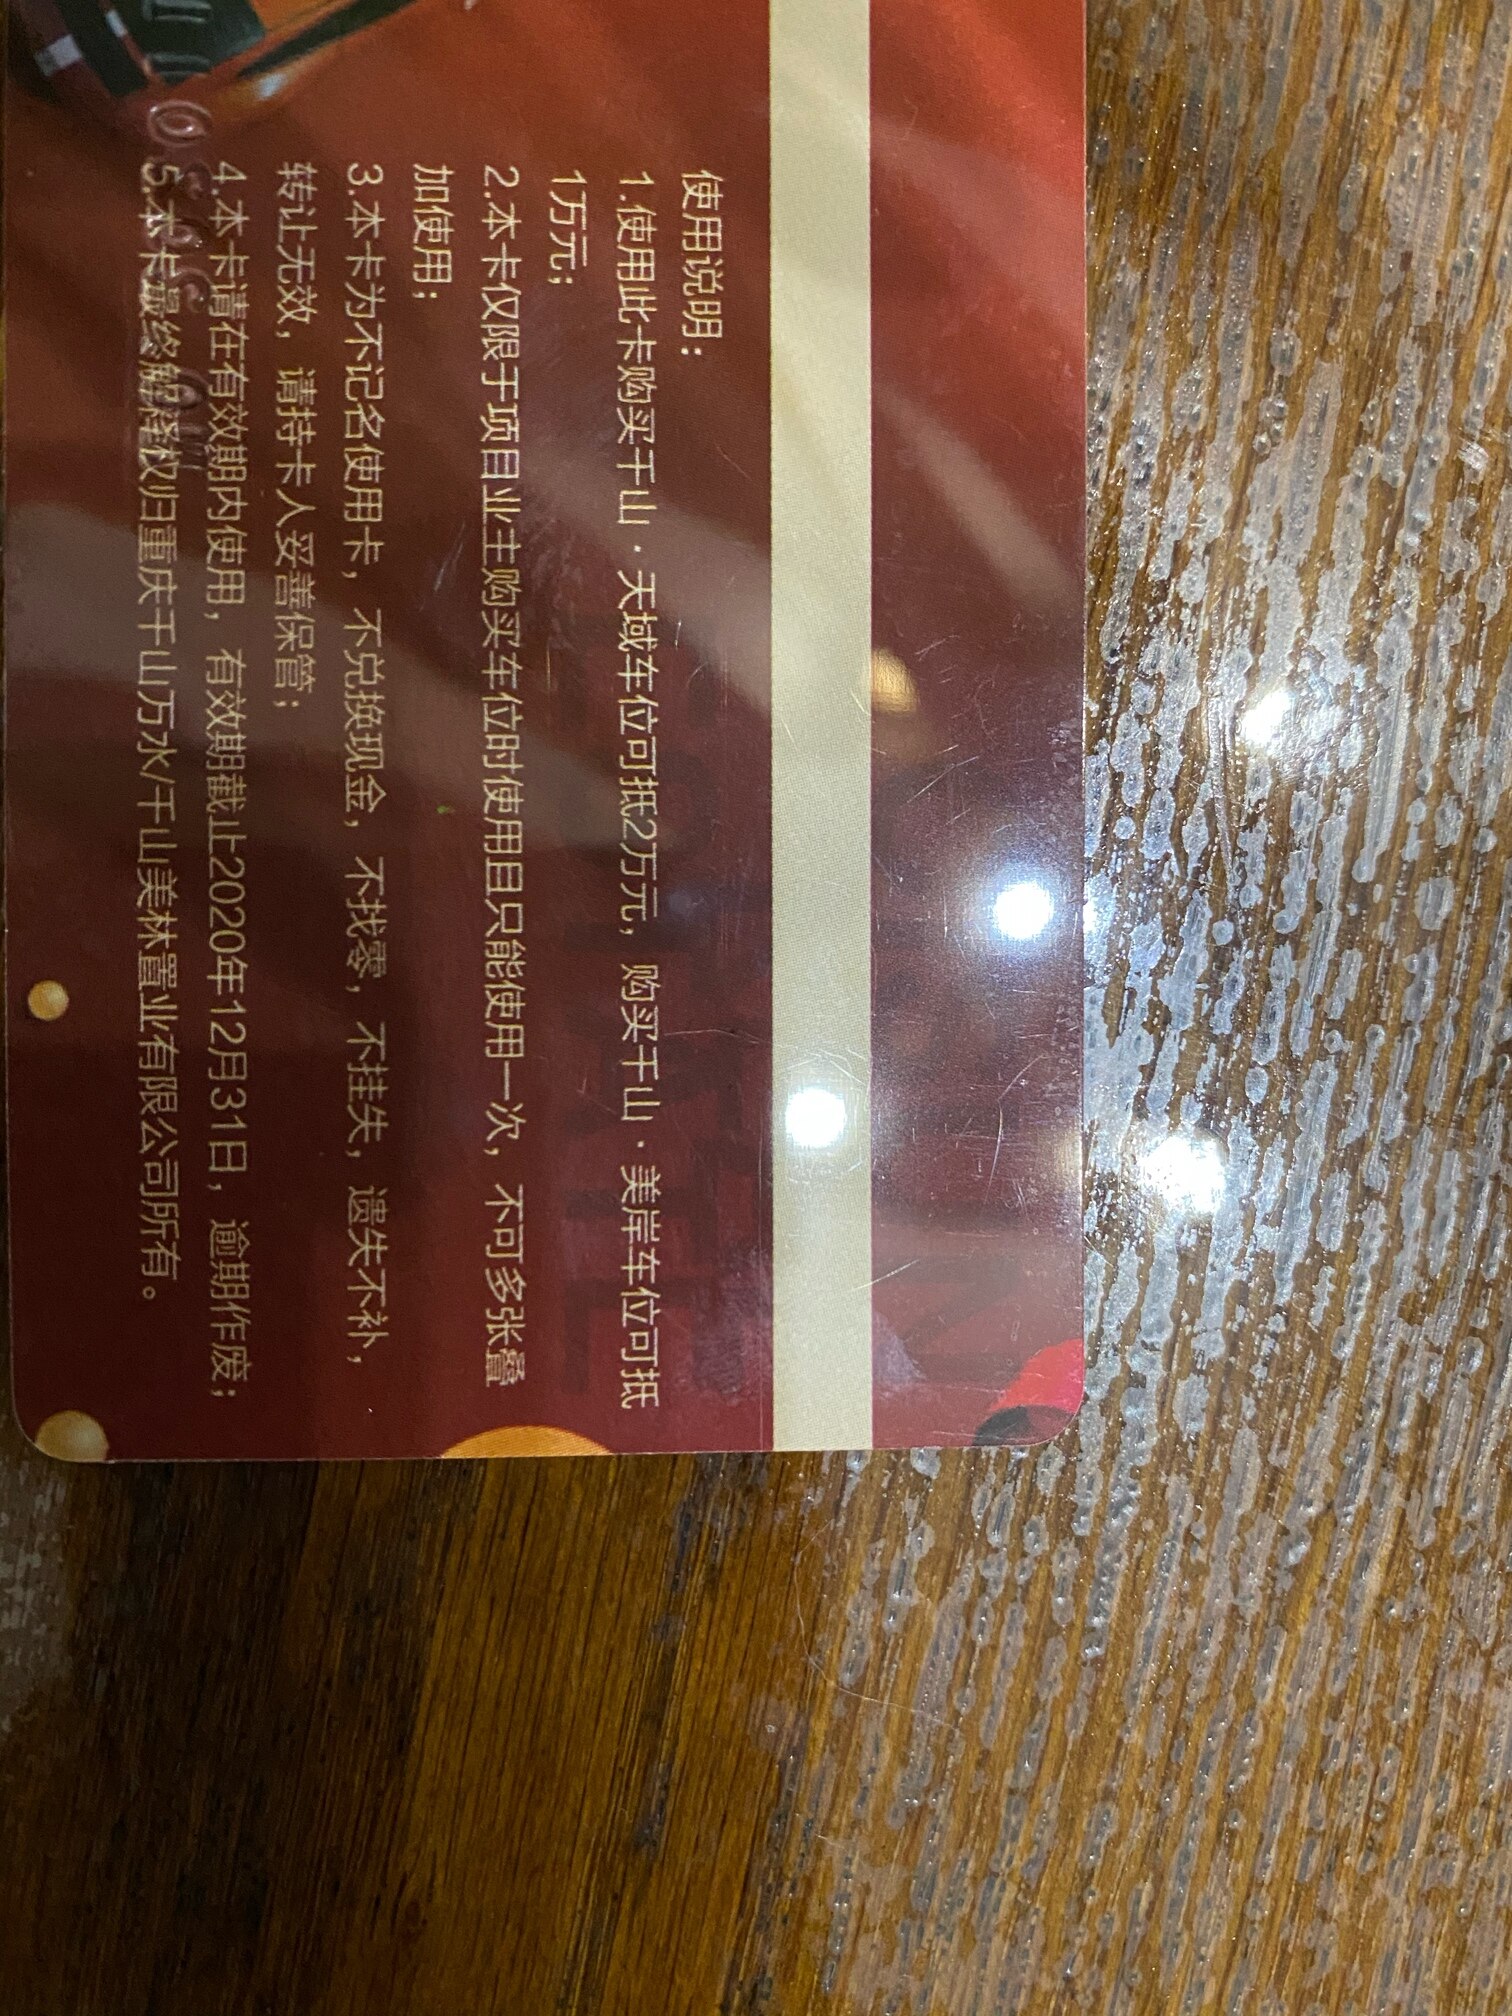 使用说明：
1.使用此卡购买千山·天域车位可抵2万元，购买千山·美岸车位可抵
1万元；
2.本卡仅限于项目业主购买车位时使用且只能使用一次，不可多张叠
加使用；
3.本卡为不记名使用卡，不兑换现金，不找零，不挂失，遗失不补，
转让无效，请持卡人妥善保管；
4.本卡请在有效期内使用，有效期截止2020年12月31日，逾期作废；
5.本卡最终解释权归重庆千山万水/千山美林置业有限公司所有。